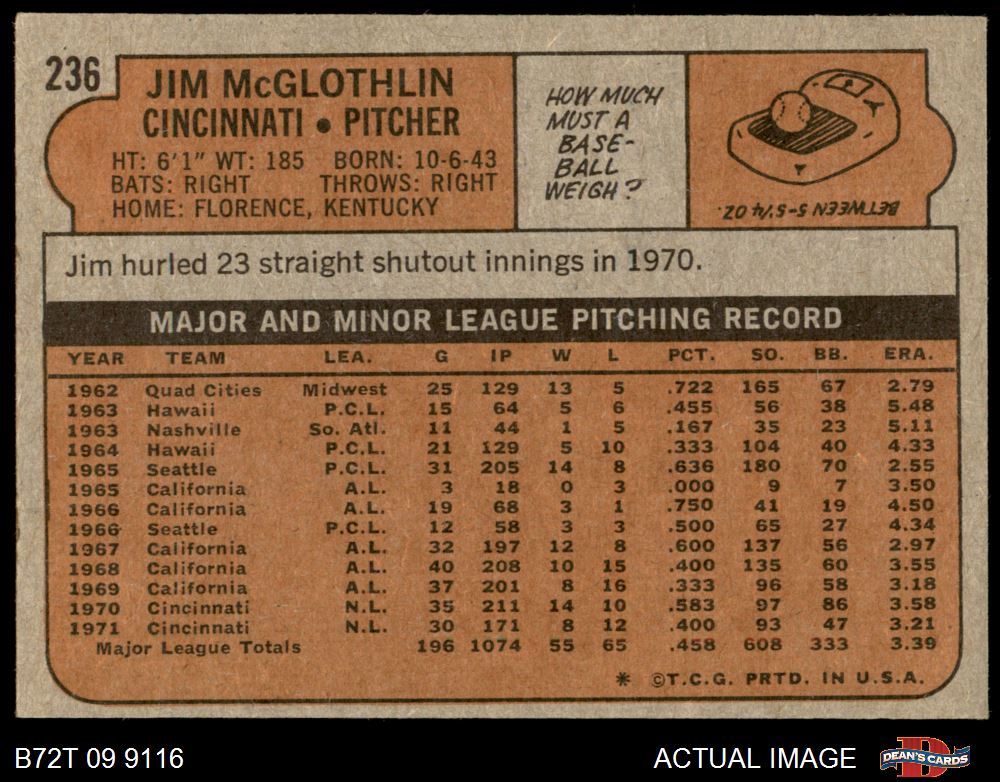 236
JIM McGLOTHLIN
CINCINNATI • PITCHER
HT: 6'1" WT: 185 BORN: 10-6-43
BATS: RIGHT THROWS: RIGHT
HOME: FLORENCE, KENTUCKY
HOW MUCH
MUST A
BASE-
BALL
WEIGH?
BETWEEN 5-5¼ OZ.
Jim hurled 23 straight shutout innings in 1970.
MAJOR AND MINOR LEAGUE PITCHING RECORD
YEAR TEAM LEA. G IP W L PCT. SO. BB. ERA.
1962 Quad Cities Midwest 25 129 13 5 .722 165 67 2.79
1963 Hawaii P.C.L. 15 64 5 6 .455 56 38 5.48
1963 Nashville So. Atl. 11 44 1 5 .167 35 23 5.11
1964 Hawaii P.C.L. 21 129 5 10 .333 104 40 4.33
1965 Seattle P.C.L. 31 205 14 8 .636 180 70 2.55
1965 California A.L. 3 18 0 3 .000 9 7 3.50
1966 California A.L. 19 68 3 1 .750 41 19 4.50
1966 Seattle P.C.L. 12 58 3 3 .500 65 27 4.34
1967 California A.L. 32 197 12 8 .600 137 56 2.97
1968 California A.L. 40 208 10 15 .400 135 60 3.55
1969 California A.L. 37 201 8 16 .333 96 58 3.18
1970 Cincinnati N.L. 35 211 14 10 .583 97 86 3.58
1971 Cincinnati N.L. 30 171 8 12 .400 93 47 3.21
Major League Totals 196 1074 55 65 .458 608 333 3.39
* ©T.C.G. PRTD. IN U.S.A.
B72T 09 9116
ACTUAL IMAGE
D
DEAN'S CARDS